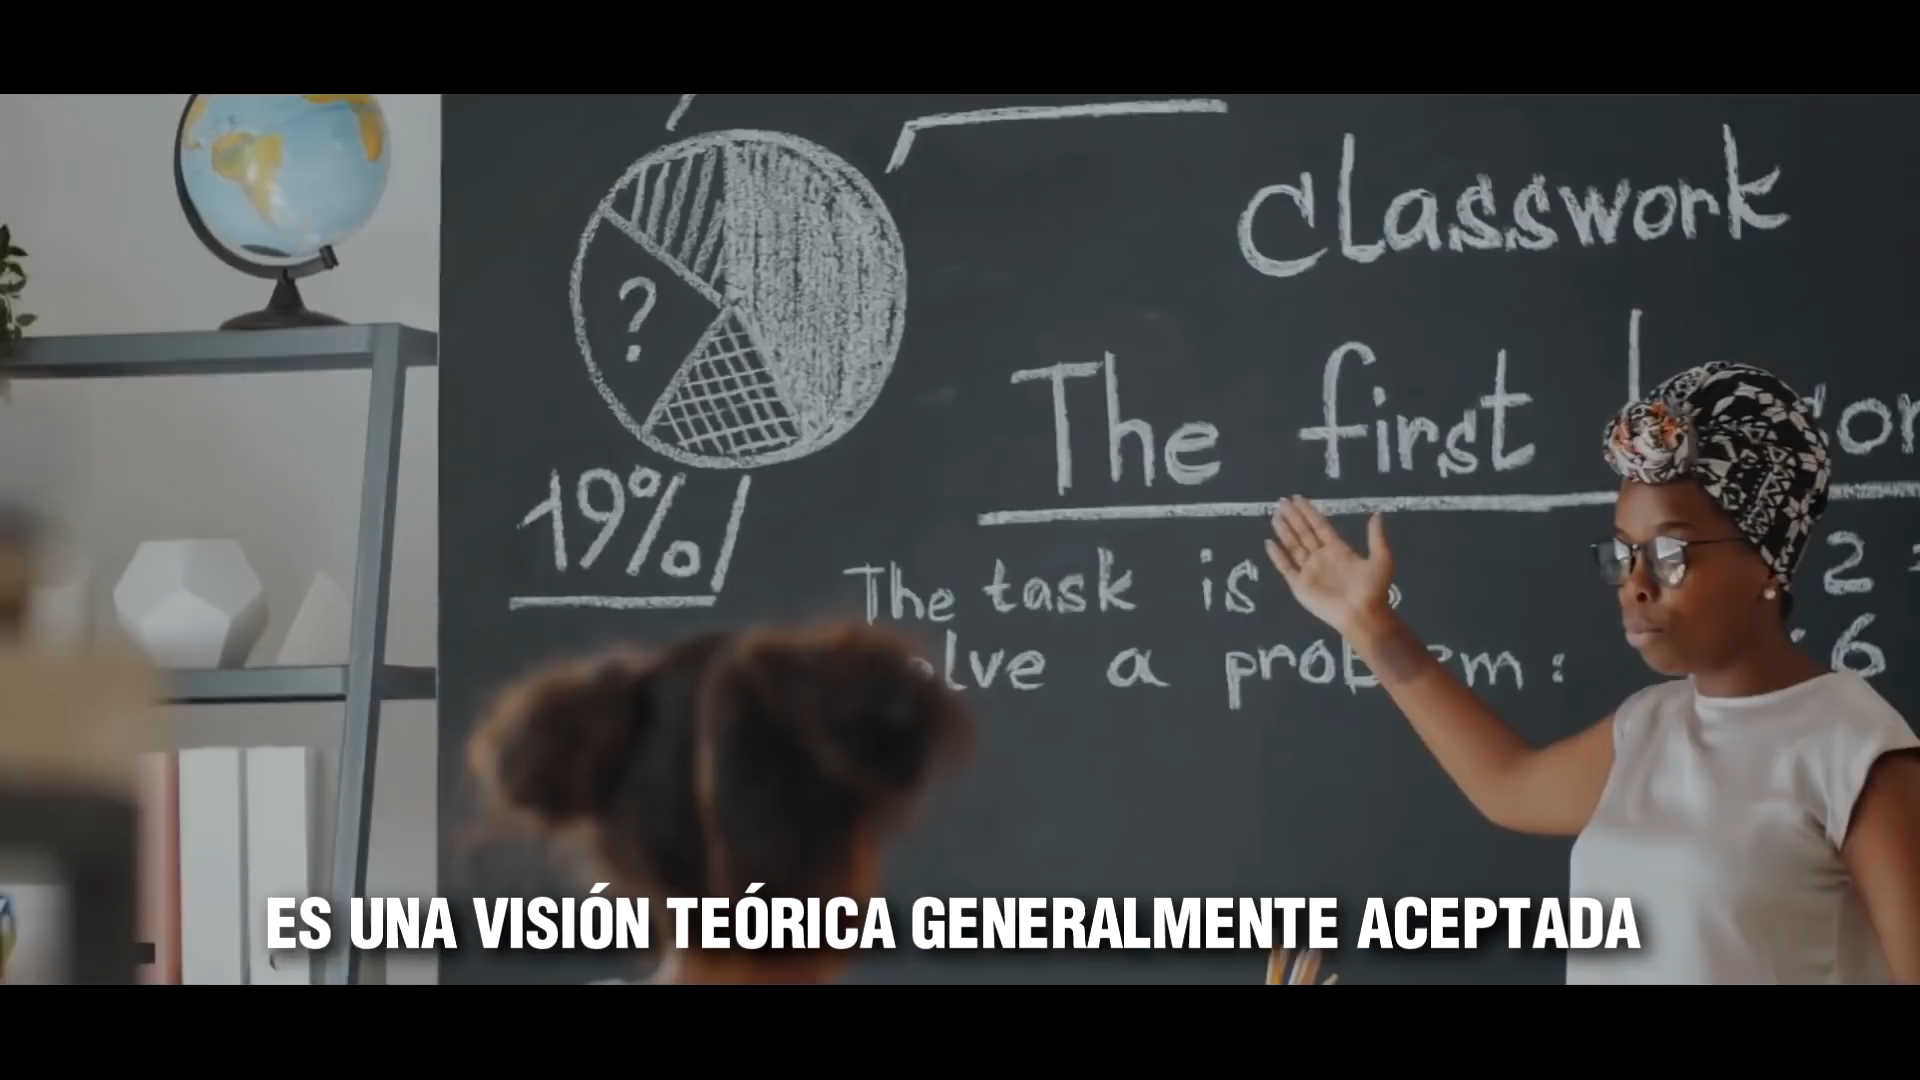 classwork
?
The first
19%
The task is
a
:
2
6
ES UNA VISIÓN TEÓRICA GENERALMENTE ACEPTADA